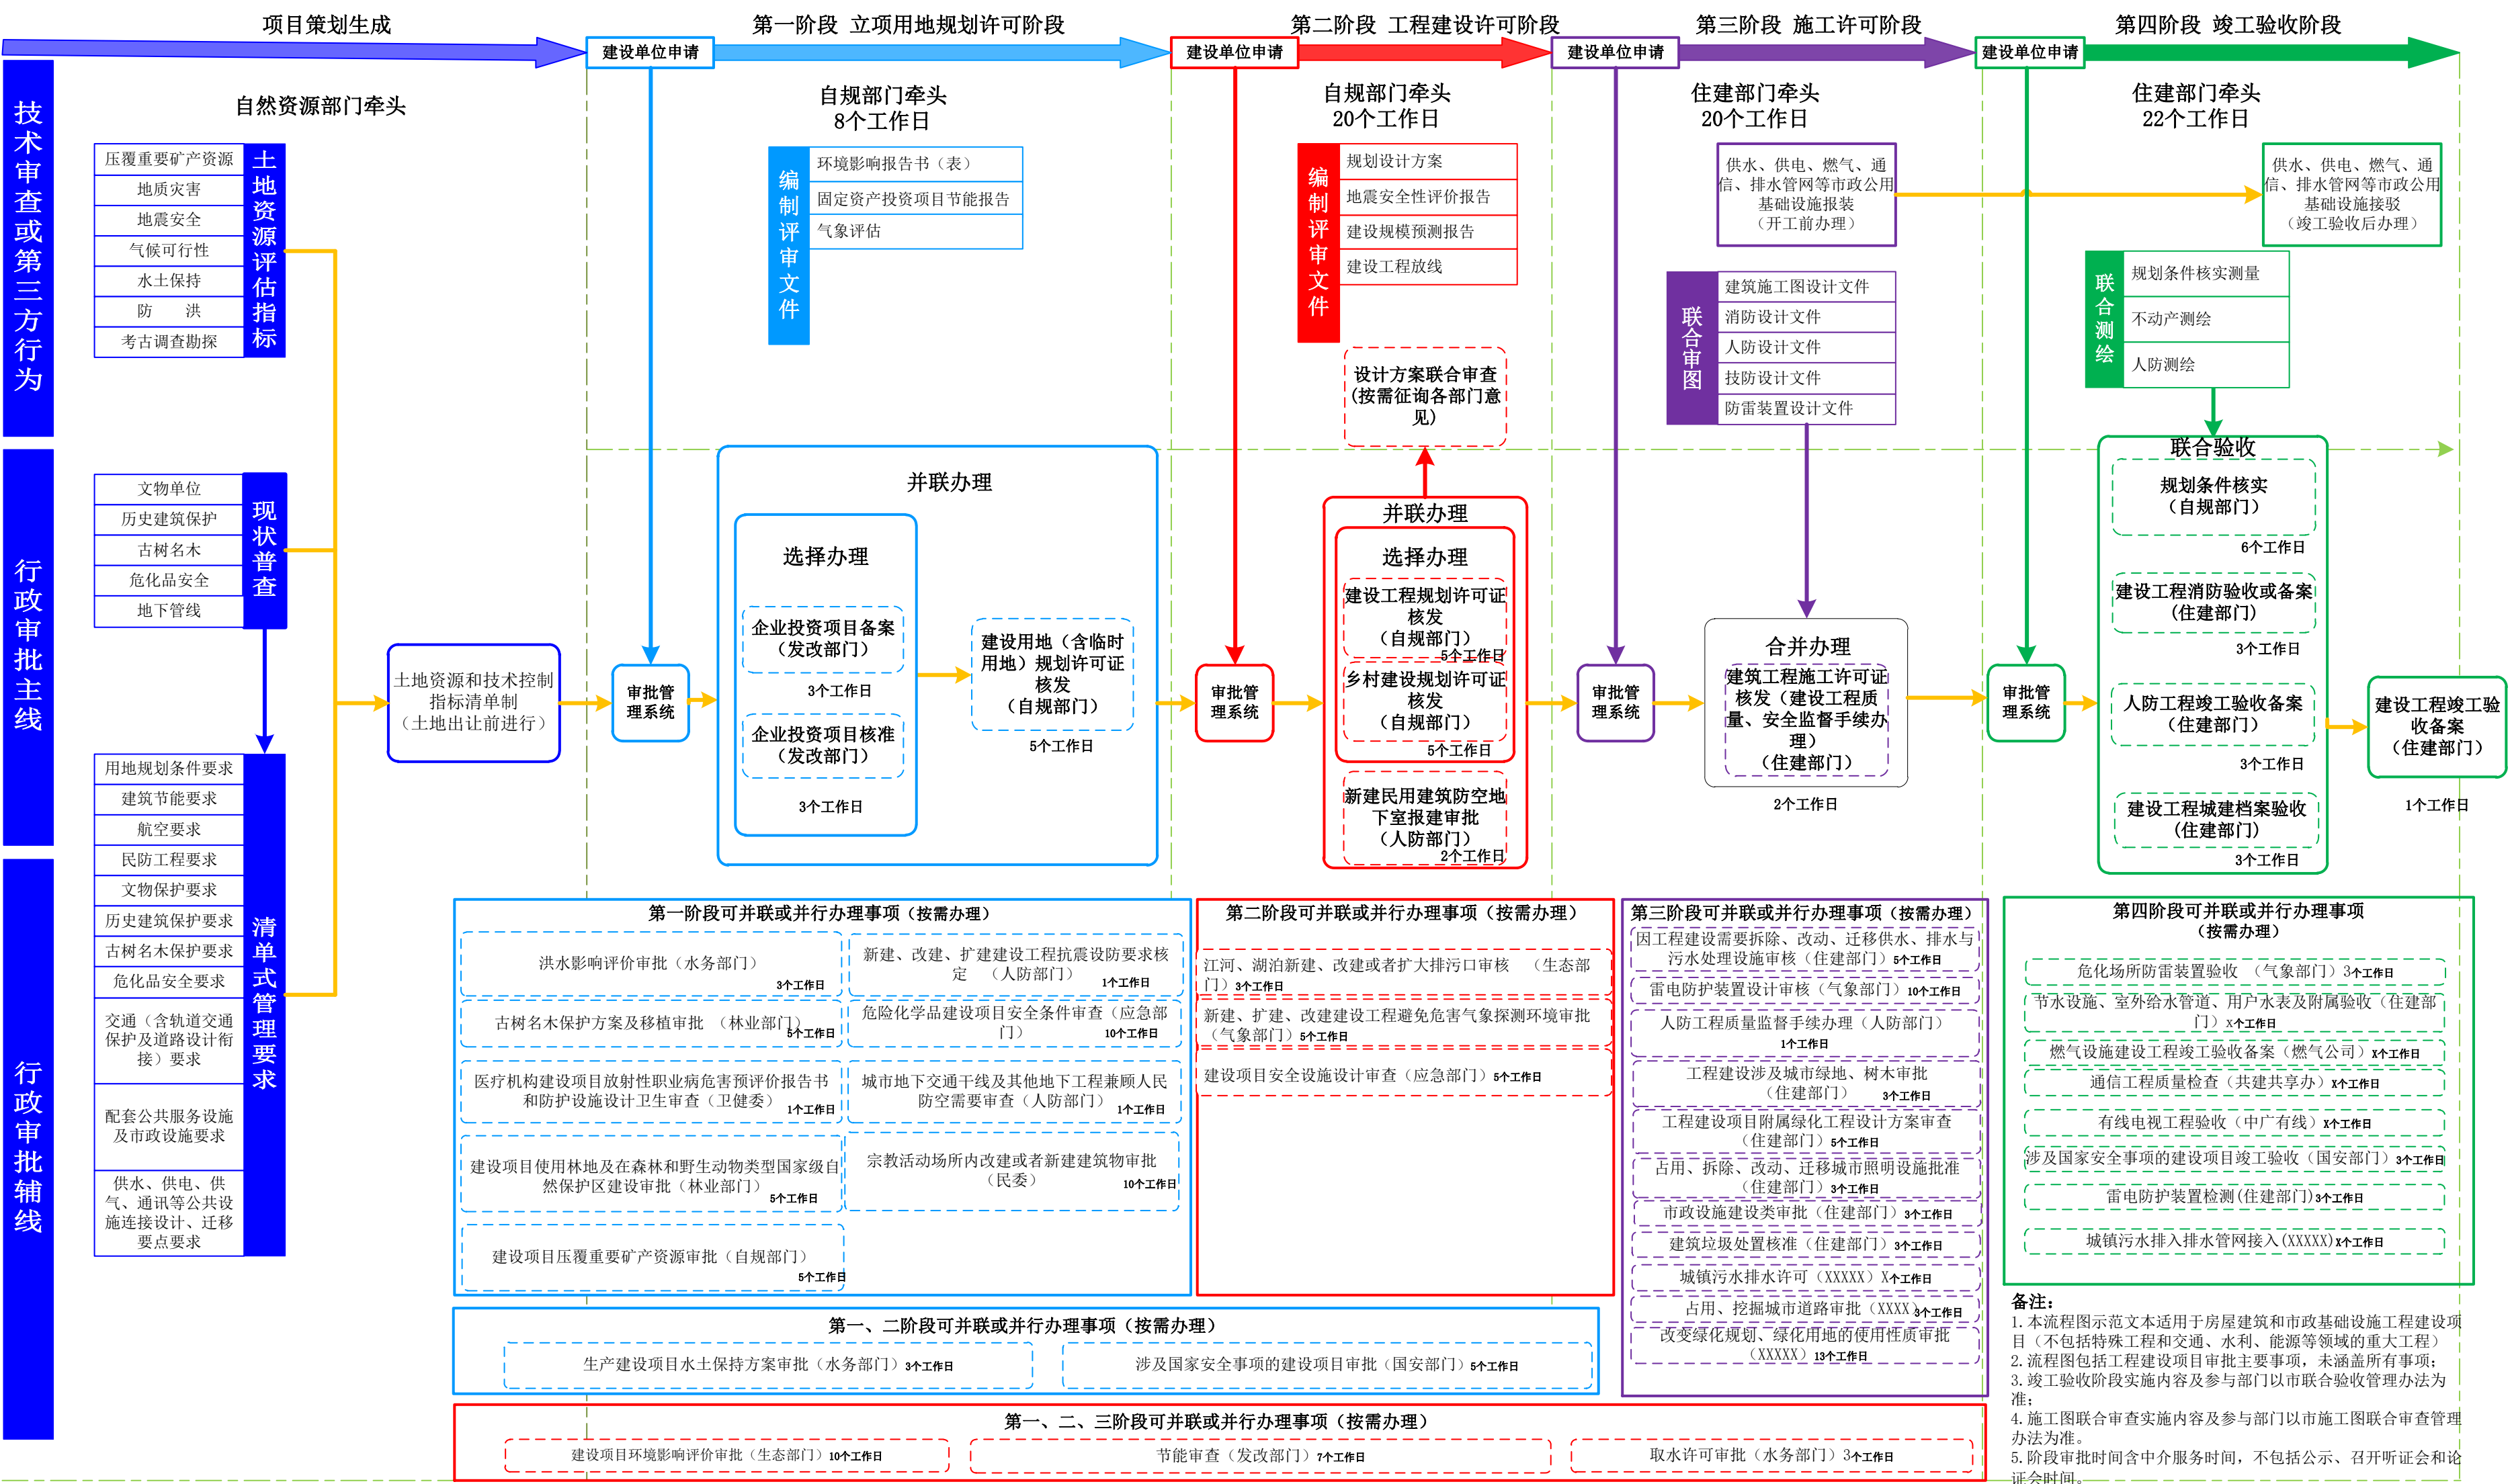 项目策划生成
第一阶段 立项用地规划许可阶段
第二阶段 工程建设许可阶段
第三阶段 施工许可阶段
第四阶段 竣工验收阶段
建设单位申请
建设单位申请
建设单位申请
建设单位申请
技术审查或第三方行为
行政审批主线
行政审批辅线
自然资源部门牵头
压覆重要矿产资源
地质灾害
地震安全
气候可行性
水土保持
防 洪
考古调查勘探
土地资源评估指标
文物单位
历史建筑保护
古树名木
危化品安全
地下管线
现状普查
用地规划条件要求
建筑节能要求
航空要求
民防工程要求
文物保护要求
历史建筑保护要求
古树名木保护要求
危化品安全要求
交通（含轨道交通
保护及道路设计衔
接）要求
配套公共服务设施
及市政设施要求
供水、供电、供
气、通讯等公共设
施连接设计、迁移
要点要求
清单式管理要求
土地资源和技术控制
指标清单制
（土地出让前进行）
自规部门牵头
8个工作日
编制评审文件
环境影响报告书（表）
固定资产投资项目节能报告
气象评估
审批管
理系统
并联办理
选择办理
企业投资项目备案
（发改部门）
3个工作日
企业投资项目核准
（发改部门）
3个工作日
建设用地（含临时
用地）规划许可证
核发
（自规部门）
5个工作日
自规部门牵头
20个工作日
编制评审文件
规划设计方案
地震安全性评价报告
建设规模预测报告
建设工程放线
设计方案联合审查
(按需征询各部门意
见)
审批管
理系统
并联办理
选择办理
建设工程规划许可证
核发
（自规部门）
5个工作日
乡村建设规划许可证
核发
（自规部门）
5个工作日
新建民用建筑防空地
下室报建审批
（人防部门）
2个工作日
住建部门牵头
20个工作日
供水、供电、燃气、通
信、排水管网等市政公用
基础设施报装
（开工前办理）
联合审图
建筑施工图设计文件
消防设计文件
人防设计文件
技防设计文件
防雷装置设计文件
审批管
理系统
合并办理
建筑工程施工许可证
核发（建设工程质
量、安全监督手续办
理）
（住建部门）
2个工作日
住建部门牵头
22个工作日
供水、供电、燃气、通
信、排水管网等市政公用
基础设施接驳
（竣工验收后办理）
联合测绘
规划条件核实测量
不动产测绘
人防测绘
审批管
理系统
联合验收
规划条件核实
（自规部门）
6个工作日
建设工程消防验收或备案
(住建部门)
3个工作日
人防工程竣工验收备案
（住建部门）
3个工作日
建设工程城建档案验收
(住建部门)
3个工作日
建设工程竣工验
收备案
（住建部门）
1个工作日
第一阶段可并联或并行办理事项（按需办理）
洪水影响评价审批（水务部门）
3个工作日
新建、改建、扩建建设工程抗震设防要求核
定 （人防部门）
1个工作日
古树名木保护方案及移植审批 （林业部门）
5个工作日
危险化学品建设项目安全条件审查（应急部
门）
10个工作日
医疗机构建设项目放射性职业病危害预评价报告书
和防护设施设计卫生审查（卫健委）
1个工作日
城市地下交通干线及其他地下工程兼顾人民
防空需要审查（人防部门）
1个工作日
建设项目使用林地及在森林和野生动物类型国家级自
然保护区建设审批（林业部门）
5个工作日
宗教活动场所内改建或者新建建筑物审批
（民委）
10个工作日
建设项目压覆重要矿产资源审批（自规部门）
5个工作日
第二阶段可并联或并行办理事项（按需办理）
江河、湖泊新建、改建或者扩大排污口审核 （生态部
门）3个工作日
新建、扩建、改建建设工程避免危害气象探测环境审批
（气象部门）5个工作日
建设项目安全设施设计审查（应急部门）5个工作日
第三阶段可并联或并行办理事项（按需办理）
因工程建设需要拆除、改动、迁移供水、排水与
污水处理设施审核（住建部门）5个工作日
雷电防护装置设计审核（气象部门）10个工作日
人防工程质量监督手续办理（人防部门）
1个工作日
工程建设涉及城市绿地、树木审批
（住建部门） 3个工作日
工程建设项目附属绿化工程设计方案审查
（住建部门）5个工作日
占用、拆除、改动、迁移城市照明设施批准
（住建部门）3个工作日
市政设施建设类审批（住建部门）3个工作日
建筑垃圾处置核准（住建部门）3个工作日
城镇污水排水许可（XXXXX）X个工作日
占用、挖掘城市道路审批（XXXX）3个工作日
改变绿化规划、绿化用地的使用性质审批
（XXXXX）13个工作日
第四阶段可并联或并行办理事项
（按需办理）
危化场所防雷装置验收 （气象部门）3个工作日
节水设施、室外给水管道、用户水表及附属验收（住建部
门）x个工作日
燃气设施建设工程竣工验收备案（燃气公司）X个工作日
通信工程质量检查（共建共享办）X个工作日
有线电视工程验收（中广有线）X个工作日
涉及国家安全事项的建设项目竣工验收（国安部门）3个工作日
雷电防护装置检测(住建部门)3个工作日
城镇污水排入排水管网接入(XXXXX)X个工作日
第一、二阶段可并联或并行办理事项（按需办理）
生产建设项目水土保持方案审批（水务部门）3个工作日
涉及国家安全事项的建设项目审批（国安部门）5个工作日
第一、二、三阶段可并联或并行办理事项（按需办理）
建设项目环境影响评价审批（生态部门）10个工作日
节能审查（发改部门）7个工作日
取水许可审批（水务部门）3个工作日
备注：
1.本流程图示范文本适用于房屋建筑和市政基础设施工程建设项
目（不包括特殊工程和交通、水利、能源等领域的重大工程）
2.流程图包括工程建设项目审批主要事项，未涵盖所有事项；
3.竣工验收阶段实施内容及参与部门以市联合验收管理办法为
准；
4.施工图联合审查实施内容及参与部门以市施工图联合审查管理
办法为准。
5.阶段审批时间含中介服务时间，不包括公示、召开听证会和论
证会时间。